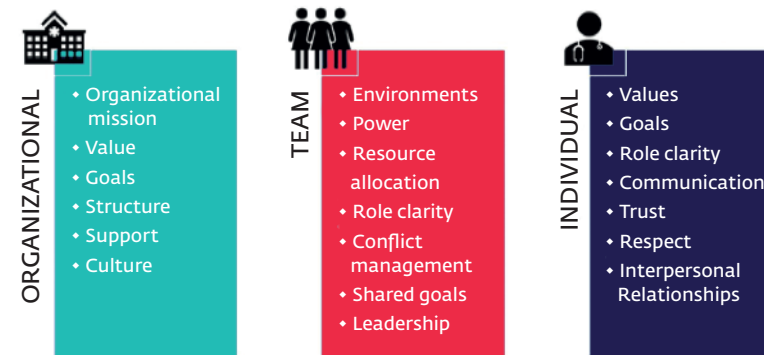 ORGANIZATIONAL
• Organizational
mission
• Value
• Goals
• Structure
• Support
• Culture
TEAM
• Environments
• Power
• Resource
allocation
• Role clarity
• Conflict
management
• Shared goals
• Leadership
INDIVIDUAL
• Values
• Goals
• Role clarity
• Communication
• Trust
• Respect
• Interpersonal
Relationships